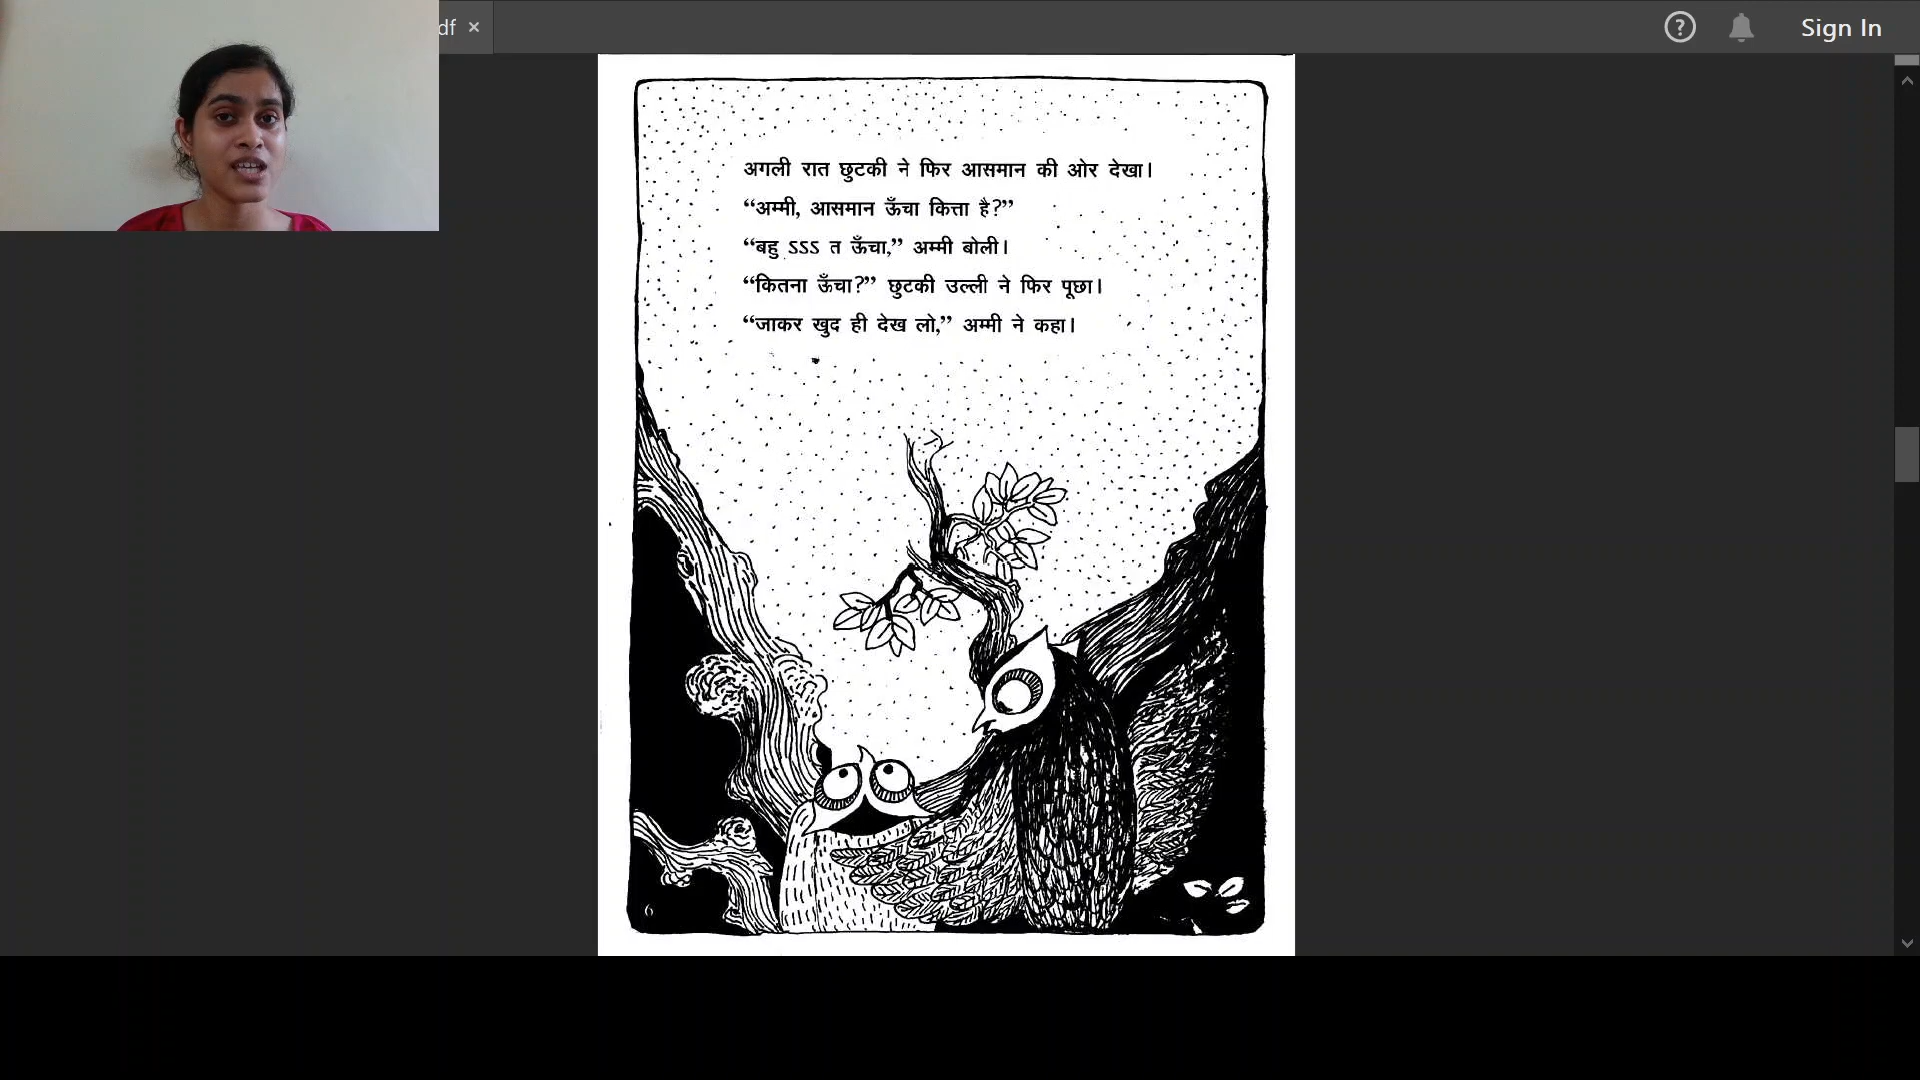 df ×
? Sign In
अगली रात छुटकी ने फिर आसमान की ओर देखा।
“अम्मी, आसमान ऊँचा कित्ता है?”
“बहु ऽऽऽ त ऊँचा,” अम्मी बोली।
“कितना ऊँचा?” छुटकी उल्ली ने फिर पूछा।
“जाकर खुद ही देख लो,” अम्मी ने कहा।
6